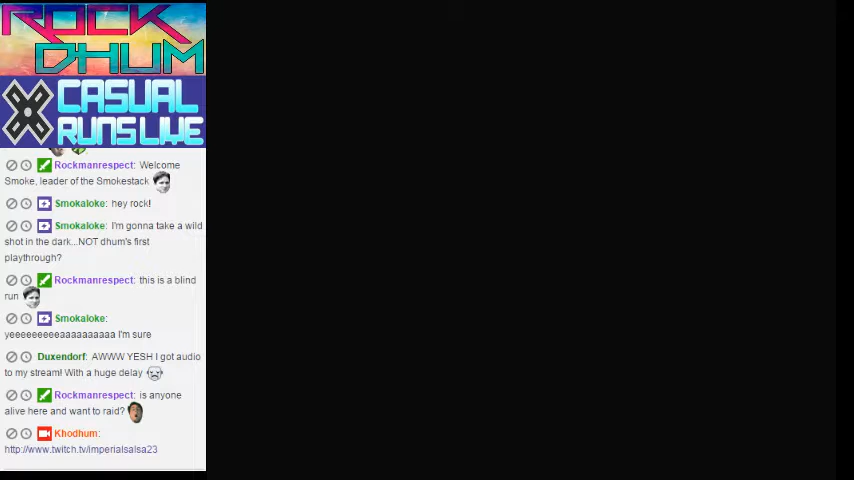 ROCK
DHUM
CASUAL
RUNS LIVE
Rockmanrespect: Welcome
Smoke, leader of the Smokestack
Smokaloke: hey rock!
Smokaloke: I'm gonna take a wild
shot in the dark...NOT dhum's first
playthrough?
Rockmanrespect: this is a blind
run
Smokaloke:
yeeeeeeeeaaaaaaaaaa I'm sure
Duxendorf: AWWW YESH I got audio
to my stream! With a huge delay
Rockmanrespect: is anyone
alive here and want to raid?
Khodhum:
http://www.twitch.tv/imperialsalsa23